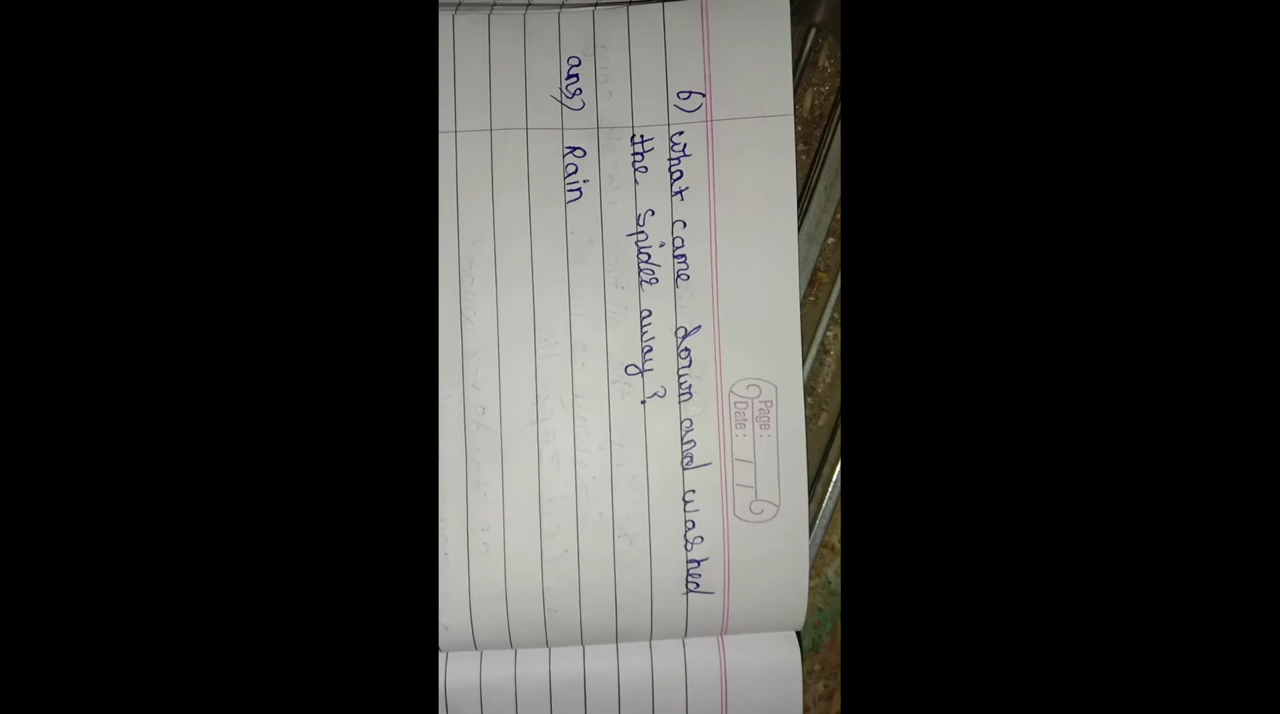 Page:
Date: / /
6) What came down and washed
the spider away?
ans) Rain